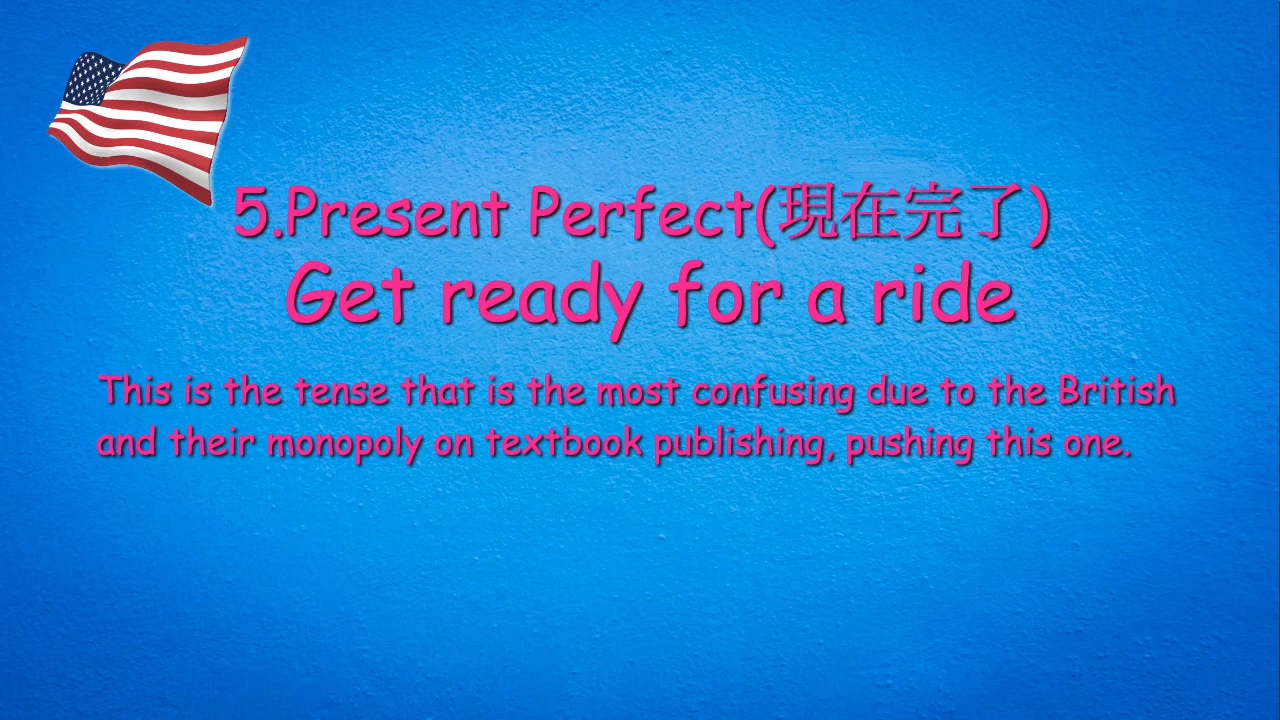 5.Present Perfect(現在完了)
Get ready for a ride
This is the tense that is the most confusing due to the British
and their monopoly on textbook publishing, pushing this one.